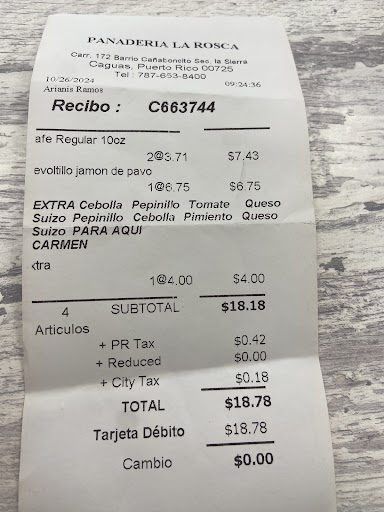 PANADERIA LA ROSCA
Carr. 172 Barrio Cañaboncito Sec. la Sierra
Caguas, Puerto Rico 00725
Tel : 787-653-8400
10/26/2024 09:24:36
Arianis Ramos
Recibo : C663744
afe Regular 10oz
2@3.71 $7.43
evoltillo jamon de pavo
1@6.75 $6.75
EXTRA Cebolla Pepinillo Tomate Queso
Suizo Pepinillo Cebolla Pimiento Queso
Suizo PARA AQUI
CARMEN
xtra
1@4.00 $4.00
4 SUBTOTAL $18.18
Articulos
+ PR Tax $0.42
+ Reduced $0.00
+ City Tax $0.18
TOTAL $18.78
Tarjeta Débito $18.78
Cambio $0.00